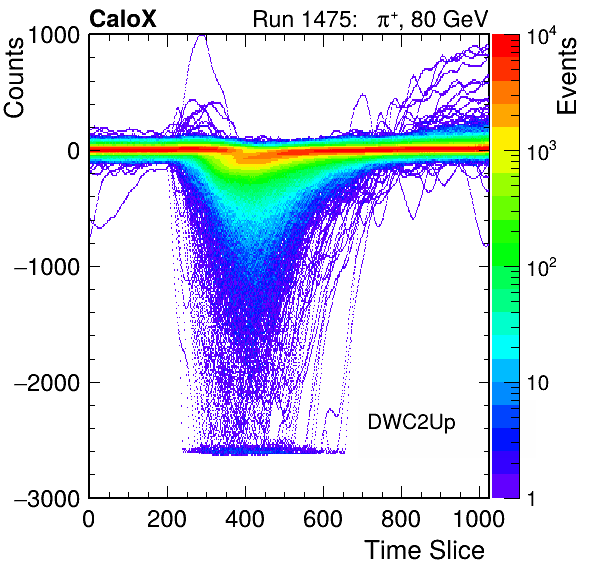 CaloX Run 1475: π⁺, 80 GeV
Counts
1000
0
−1000
−2000
−3000
0 200 400 600 800 1000
Time Slice
DWC2Up
10⁴
10³
10²
10
1
Events